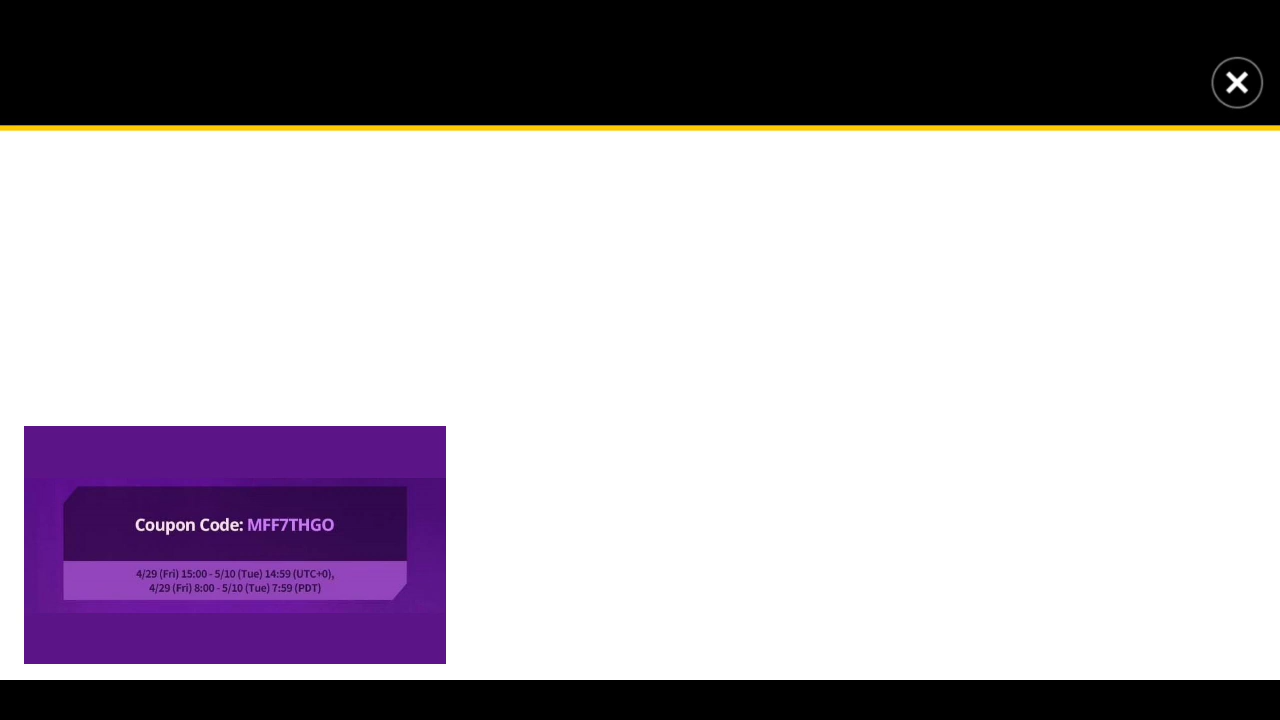 Coupon Code: MFF7THGO
4/29 (Fri) 15:00 - 5/10 (Tue) 14:59 (UTC+0),
4/29 (Fri) 8:00 - 5/10 (Tue) 7:59 (PDT)